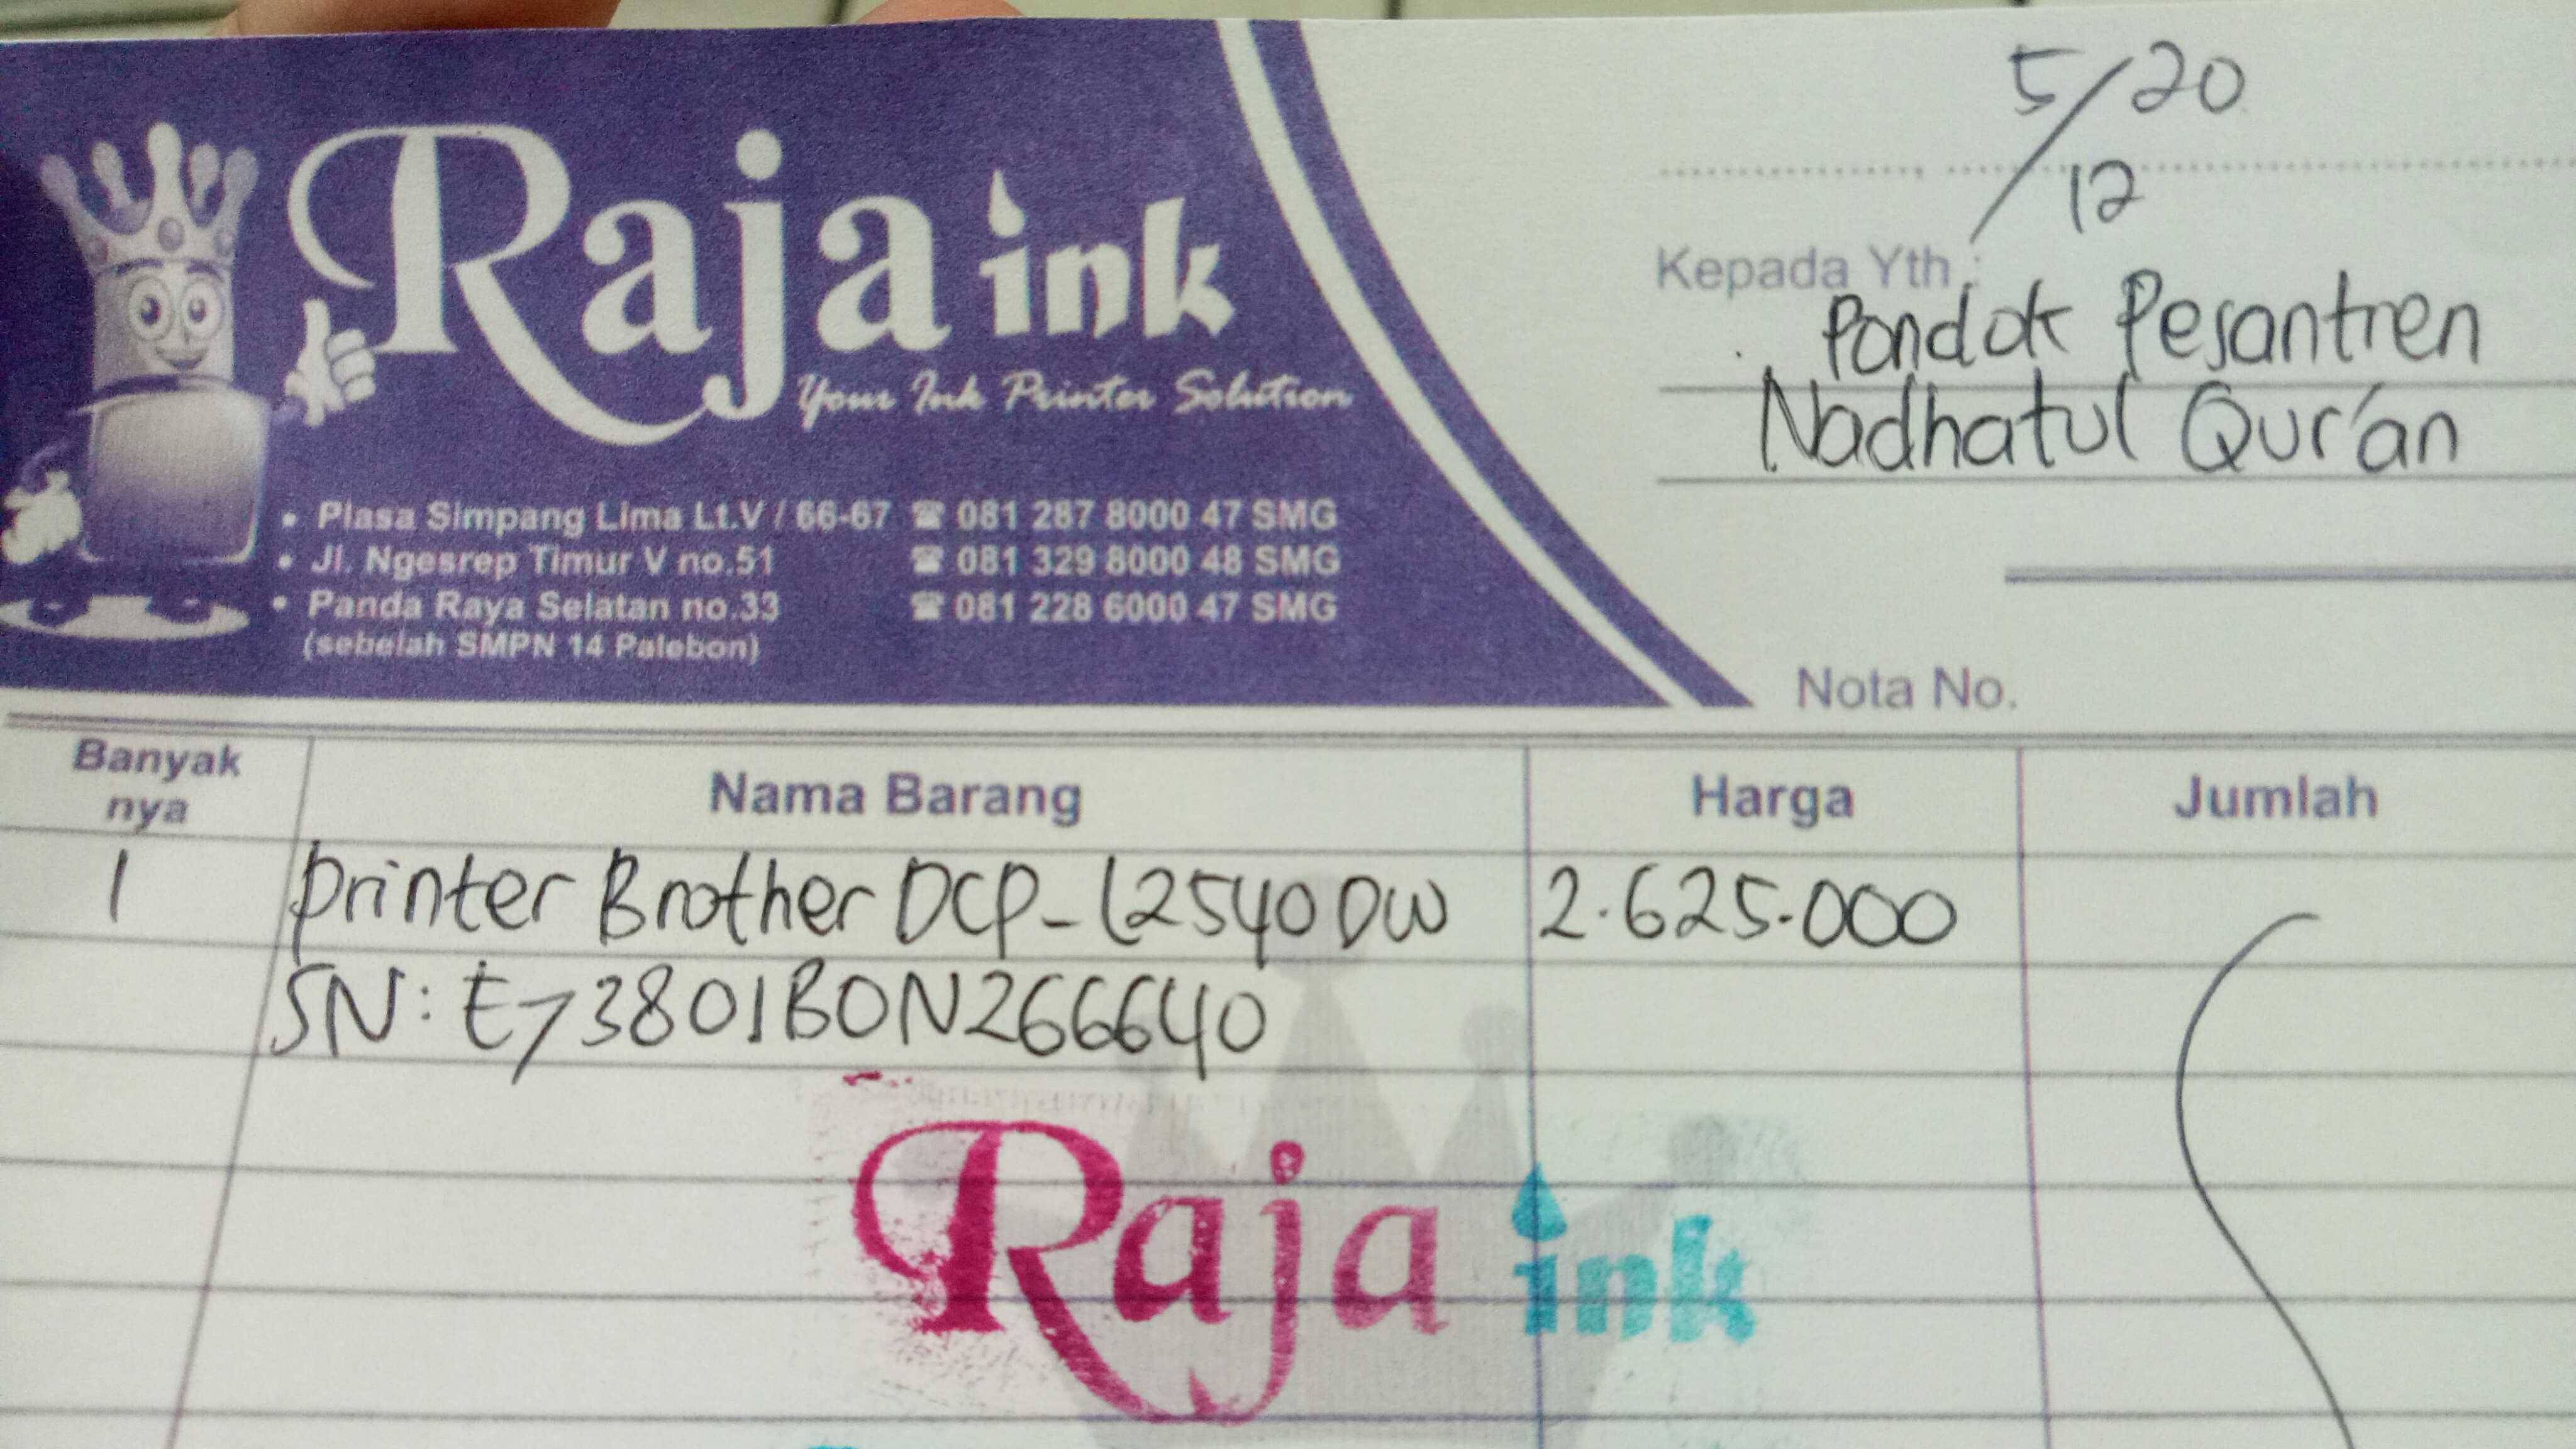 Raja ink
Your Ink Printer Solution
• Plasa Simpang Lima Lt.V / 66-67 ☎ 081 287 8000 47 SMG
• Jl. Ngesrep Timur V no.51 ☎ 081 329 8000 48 SMG
• Panda Raya Selatan no.33 ☎ 081 228 6000 47 SMG
(sebelah SMPN 14 Palebon)
5/20
12
Kepada Yth :
Pondok Pesantren
Nadhatul Qur'an
Nota No.
Banyak nya Nama Barang Harga Jumlah
1 printer Brother DCP-L2540DW 2.625.000
SN: E73801B0N266640
Raja ink